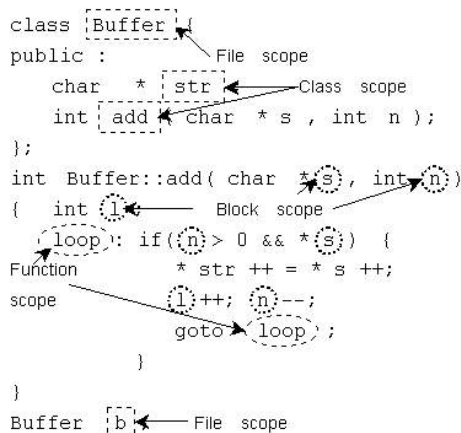 class Buffer {
File scope
public :
char * str
Class scope
int add ( char * s , int n );
};
int Buffer::add( char * s , int n )
{ int l ;
Block scope
loop : if( n > 0 && * s ) {
Function scope
* str ++ = * s ++;
l ++; n --;
goto loop ;
}
}
Buffer b
File scope